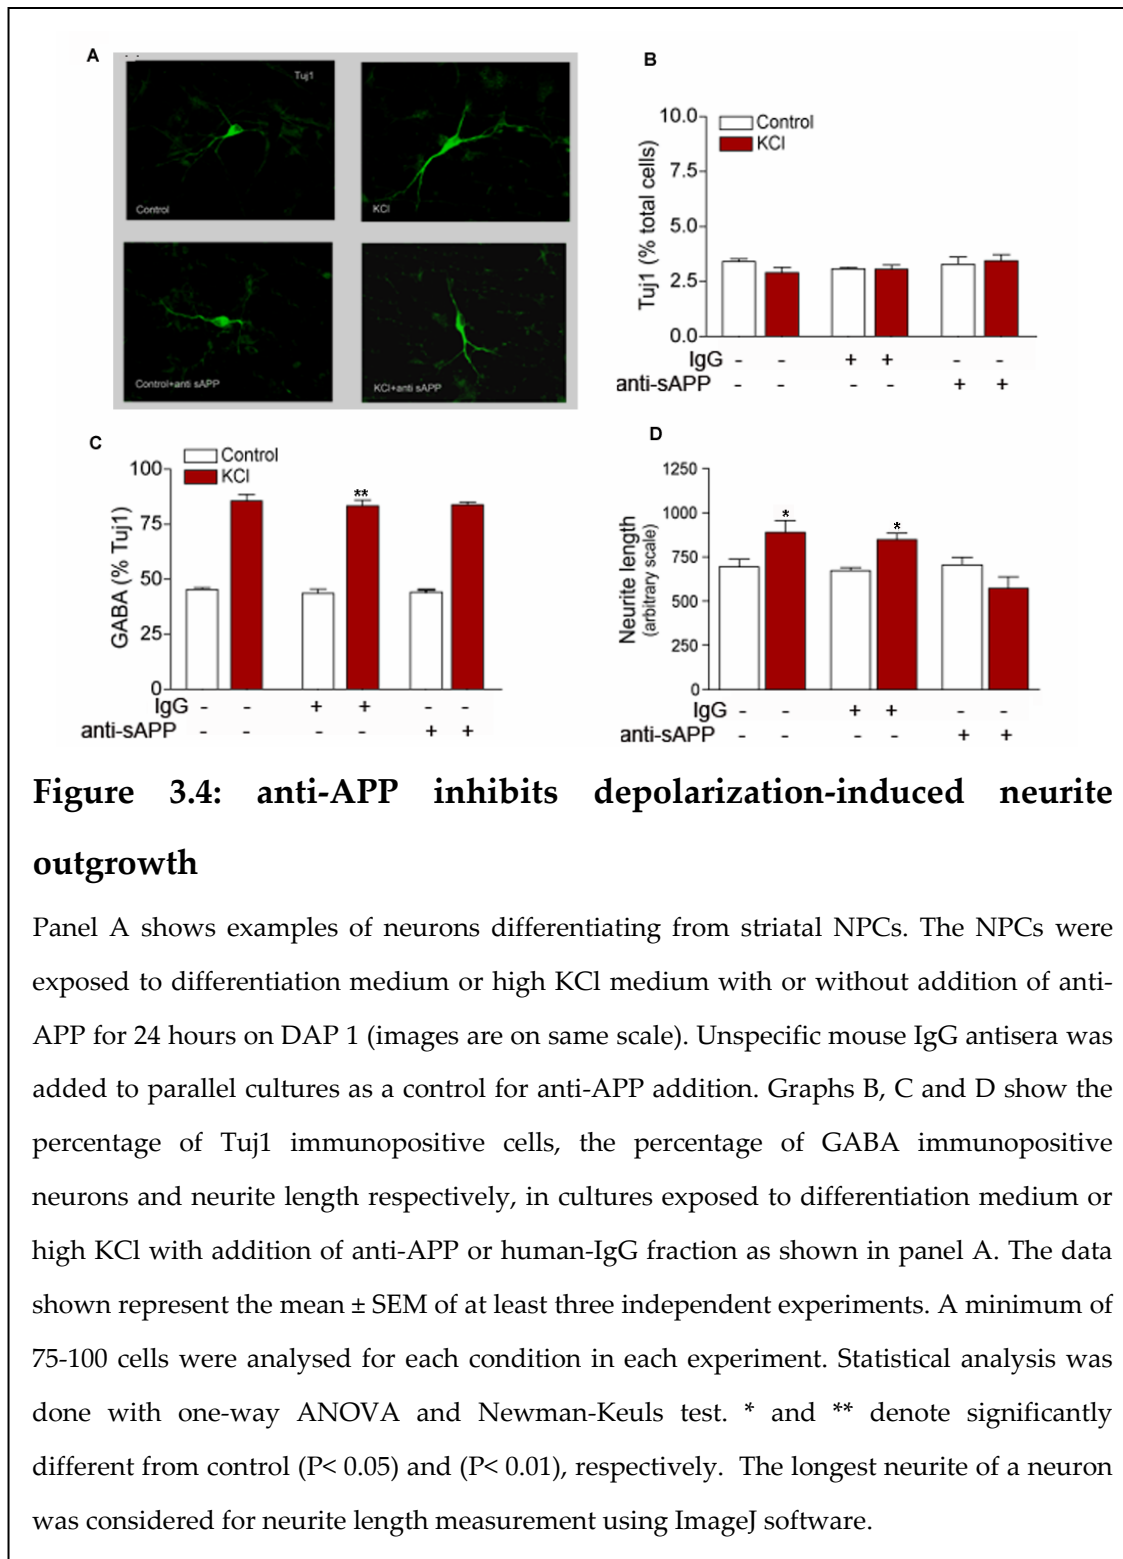 A
Tuj1
Control
KCl
Control+anti sAPP
KCl+anti sAPP
B
Control
KCl
10.0
7.5
5.0
2.5
0.0
Tuj1 (% total cells)
IgG - - + + - -
anti-sAPP - - - - + +
C
Control
KCl
100
75
50
25
0
GABA (% Tuj1)
**
IgG - - + + - -
anti-sAPP - - - - + +
D
1250
1000
750
500
250
0
Neurite length
(arbitrary scale)
*
*
IgG - - + + - -
anti-sAPP - - - - + +
Figure 3.4: anti-APP inhibits depolarization-induced neurite
outgrowth
Panel A shows examples of neurons differentiating from striatal NPCs. The NPCs were
exposed to differentiation medium or high KCl medium with or without addition of anti-
APP for 24 hours on DAP 1 (images are on same scale). Unspecific mouse IgG antisera was
added to parallel cultures as a control for anti-APP addition. Graphs B, C and D show the
percentage of Tuj1 immunopositive cells, the percentage of GABA immunopositive
neurons and neurite length respectively, in cultures exposed to differentiation medium or
high KCl with addition of anti-APP or human-IgG fraction as shown in panel A. The data
shown represent the mean ± SEM of at least three independent experiments. A minimum of
75-100 cells were analysed for each condition in each experiment. Statistical analysis was
done with one-way ANOVA and Newman-Keuls test. * and ** denote significantly
different from control (P< 0.05) and (P< 0.01), respectively. The longest neurite of a neuron
was considered for neurite length measurement using ImageJ software.